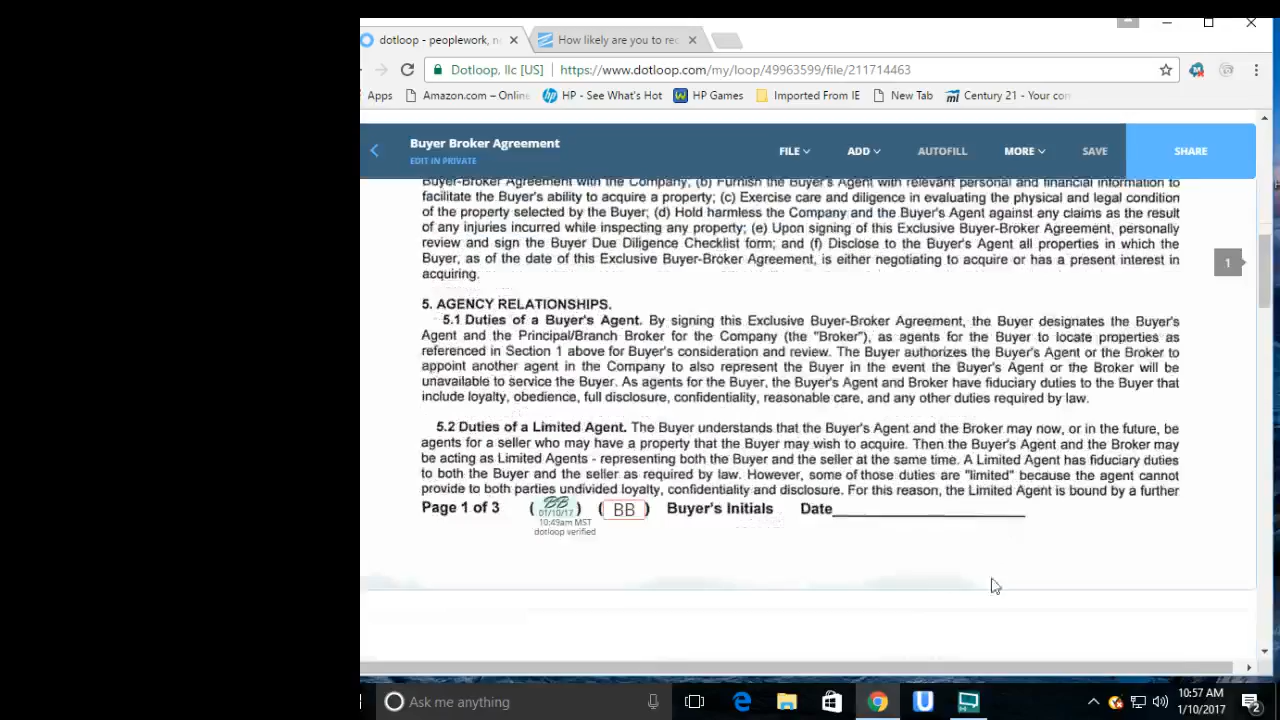 dotloop - peoplework, n
How likely are you to rec
Dotloop, llc [US]
https://www.dotloop.com/my/loop/49963599/file/211714463
Apps
Amazon.com – Online
HP - See What's Hot
HP Games
Imported From IE
New Tab
Century 21 - Your con
Buyer Broker Agreement
EDIT IN PRIVATE
FILE
ADD
AUTOFILL
MORE
SAVE
SHARE
Buyer-Broker Agreement with the Company; (b) Furnish the Buyer's Agent with relevant personal and financial information to
facilitate the Buyer's ability to acquire a property; (c) Exercise care and diligence in evaluating the physical and legal condition
of the property selected by the Buyer; (d) Hold harmless the Company and the Buyer's Agent against any claims as the result
of any injuries incurred while inspecting any property; (e) Upon signing of this Exclusive Buyer-Broker Agreement, personally
review and sign the Buyer Due Diligence Checklist form; and (f) Disclose to the Buyer's Agent all properties in which the
Buyer, as of the date of this Exclusive Buyer-Broker Agreement, is either negotiating to acquire or has a present interest in
acquiring.
1
5. AGENCY RELATIONSHIPS.
5.1 Duties of a Buyer's Agent. By signing this Exclusive Buyer-Broker Agreement, the Buyer designates the Buyer's
Agent and the Principal/Branch Broker for the Company (the "Broker"), as agents for the Buyer to locate properties as
referenced in Section 1 above for Buyer's consideration and review. The Buyer authorizes the Buyer's Agent or the Broker to
appoint another agent in the Company to also represent the Buyer in the event the Buyer's Agent or the Broker will be
unavailable to service the Buyer. As agents for the Buyer, the Buyer's Agent and Broker have fiduciary duties to the Buyer that
include loyalty, obedience, full disclosure, confidentiality, reasonable care, and any other duties required by law.
5.2 Duties of a Limited Agent. The Buyer understands that the Buyer's Agent and the Broker may now, or in the future, be
agents for a seller who may have a property that the Buyer may wish to acquire. Then the Buyer's Agent and the Broker may
be acting as Limited Agents - representing both the Buyer and the seller at the same time. A Limited Agent has fiduciary duties
to both the Buyer and the seller as required by law. However, some of those duties are "limited" because the agent cannot
provide to both parties undivided loyalty, confidentiality and disclosure. For this reason, the Limited Agent is bound by a further
Page 1 of 3 ( BB ) ( BB ) Buyer's Initials Date____________________
01/10/17
10:49am MST
dotloop verified
Ask me anything
10:57 AM
1/10/2017
2